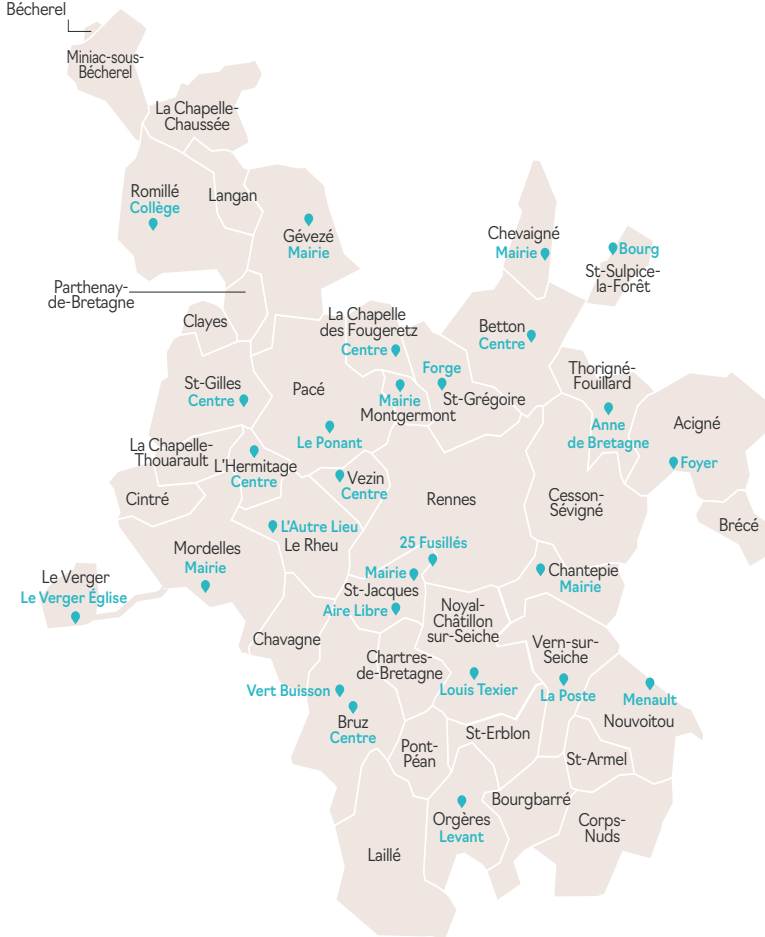 Bécherel
Miniac-sous-
Bécherel
La Chapelle-
Chaussée
Romillé
Collège
Langan
Gévezé
Mairie
Chevaigné
Mairie
Bourg
St-Sulpice-
la-Forêt
Parthenay-
de-Bretagne
Clayes
La Chapelle
des Fougeretz
Centre
Betton
Centre
Forge
St-Grégoire
Mairie
Montgermont
Thorigné-
Fouillard
Anne
de Bretagne
Acigné
Foyer
St-Gilles
Centre
Pacé
Le Ponant
La Chapelle-
Thouarault
L'Hermitage
Centre
Vezin
Centre
Rennes
Cesson-
Sévigné
Brécé
Cintré
L'Autre Lieu
Le Rheu
25 Fusillés
Mordelles
Mairie
Mairie
St-Jacques
Aire Libre
Chantepie
Mairie
Le Verger
Le Verger Église
Noyal-
Châtillon
sur-Seiche
Louis Texier
Chavagne
Chartres-
de-Bretagne
Vern-sur-
Seiche
La Poste
Menault
Nouvoitou
Vert Buisson
Bruz
Centre
Pont-
Péan
St-Erblon
St-Armel
Bourgbarré
Orgères
Levant
Corps-
Nuds
Laillé